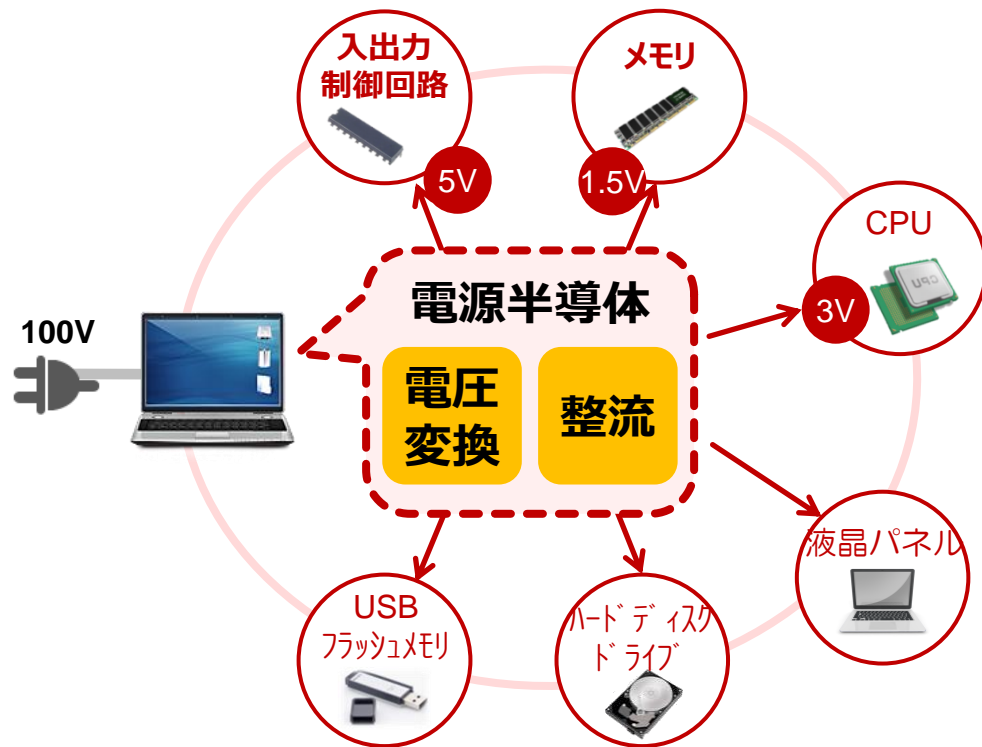 入出力
制御回路
5V
メモリ
1.5V
CPU
3V
電源半導体
電圧
変換
整流
100V
液晶パネル
USB
フラッシュメモリ
ハードディスク
ドライブ
CPU